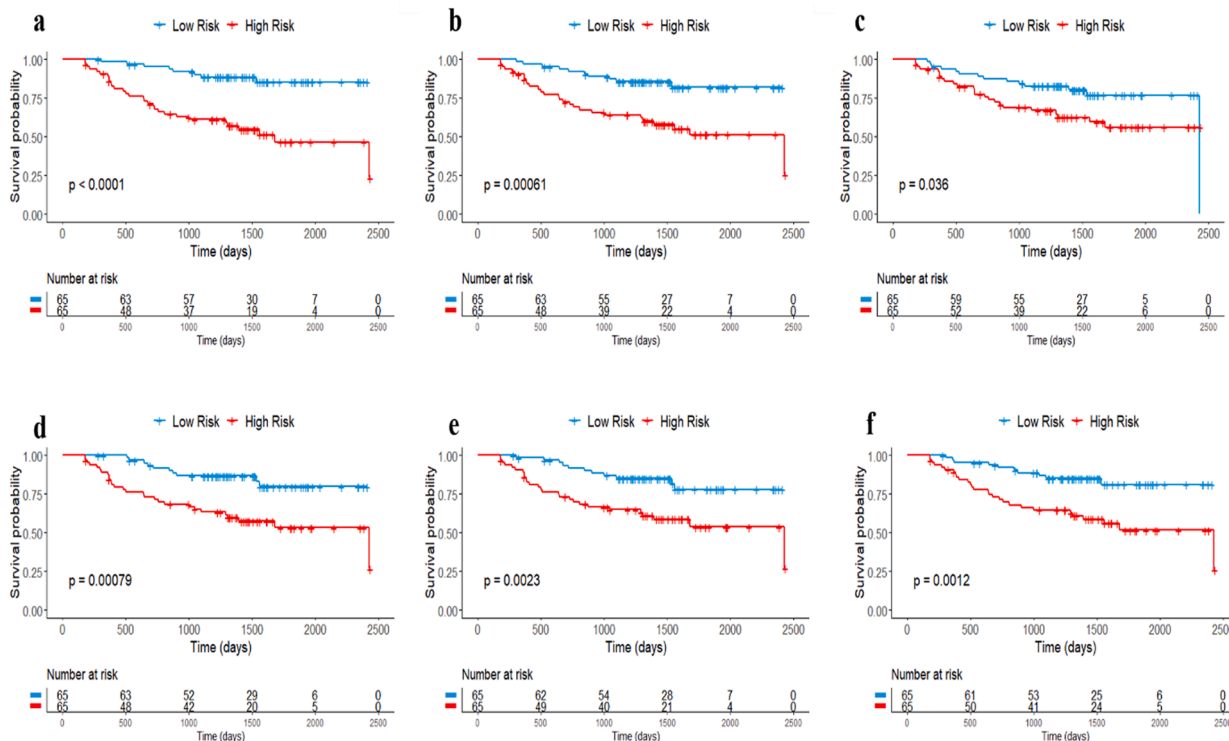 a
Low Risk High Risk
Survival probability
1.00
0.75
0.50
0.25
0.00
p < 0.0001
0 500 1000 1500 2000 2500
Time (days)
Number at risk
65 63 57 30 7 0
65 48 37 19 4 0
0 500 1000 1500 2000 2500
Time (days)
b
Low Risk High Risk
Survival probability
1.00
0.75
0.50
0.25
0.00
p = 0.00061
0 500 1000 1500 2000 2500
Time (days)
Number at risk
65 63 55 27 7 0
65 48 39 22 4 0
0 500 1000 1500 2000 2500
Time (days)
c
Low Risk High Risk
Survival probability
1.00
0.75
0.50
0.25
0.00
p = 0.036
0 500 1000 1500 2000 2500
Time (days)
Number at risk
65 59 55 27 5 0
65 52 39 22 6 0
0 500 1000 1500 2000 2500
Time (days)
d
Low Risk High Risk
Survival probability
1.00
0.75
0.50
0.25
0.00
p = 0.00079
0 500 1000 1500 2000 2500
Time (days)
Number at risk
65 63 52 29 6 0
65 48 42 20 5 0
0 500 1000 1500 2000 2500
Time (days)
e
Low Risk High Risk
Survival probability
1.00
0.75
0.50
0.25
0.00
p = 0.0023
0 500 1000 1500 2000 2500
Time (days)
Number at risk
65 62 54 28 7 0
65 49 40 21 4 0
0 500 1000 1500 2000 2500
Time (days)
f
Low Risk High Risk
Survival probability
1.00
0.75
0.50
0.25
0.00
p = 0.0012
0 500 1000 1500 2000 2500
Time (days)
Number at risk
65 61 53 25 6 0
65 50 41 24 5 0
0 500 1000 1500 2000 2500
Time (days)